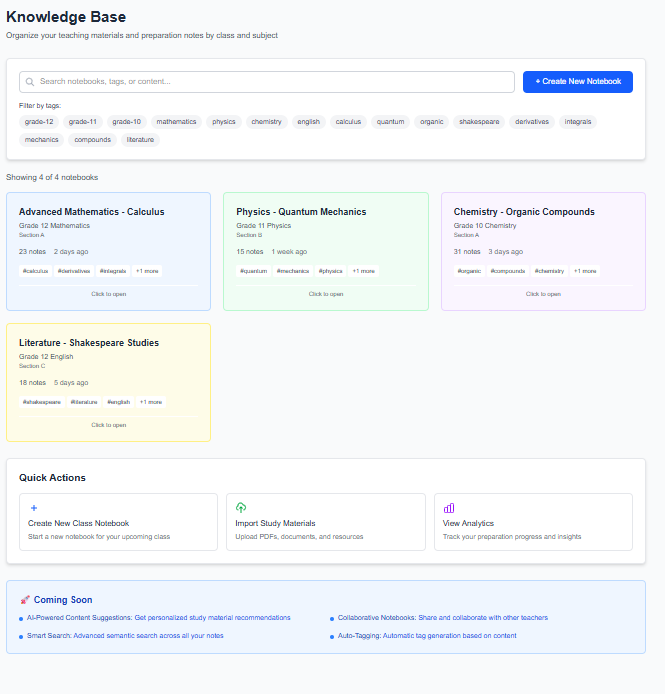 Knowledge Base
Organize your teaching materials and preparation notes by class and subject
Search notebooks, tags, or content...
+ Create New Notebook
Filter by tags:
grade-12 grade-11 grade-10 mathematics physics chemistry english calculus quantum organic shakespeare derivatives integrals
mechanics compounds literature
Showing 4 of 4 notebooks
Advanced Mathematics - Calculus
Grade 12 Mathematics
Section A
23 notes 2 days ago
#calculus #derivatives #integrals +1 more
Click to open
Physics - Quantum Mechanics
Grade 11 Physics
Section B
15 notes 1 week ago
#quantum #mechanics #physics +1 more
Click to open
Chemistry - Organic Compounds
Grade 10 Chemistry
Section A
31 notes 3 days ago
#organic #compounds #chemistry +1 more
Click to open
Literature - Shakespeare Studies
Grade 12 English
Section C
18 notes 5 days ago
#shakespeare #literature #english +1 more
Click to open
Quick Actions
+
Create New Class Notebook
Start a new notebook for your upcoming class
Import Study Materials
Upload PDFs, documents, and resources
View Analytics
Track your preparation progress and insights
🚀 Coming Soon
AI-Powered Content Suggestions: Get personalized study material recommendations
Collaborative Notebooks: Share and collaborate with other teachers
Smart Search: Advanced semantic search across all your notes
Auto-Tagging: Automatic tag generation based on content